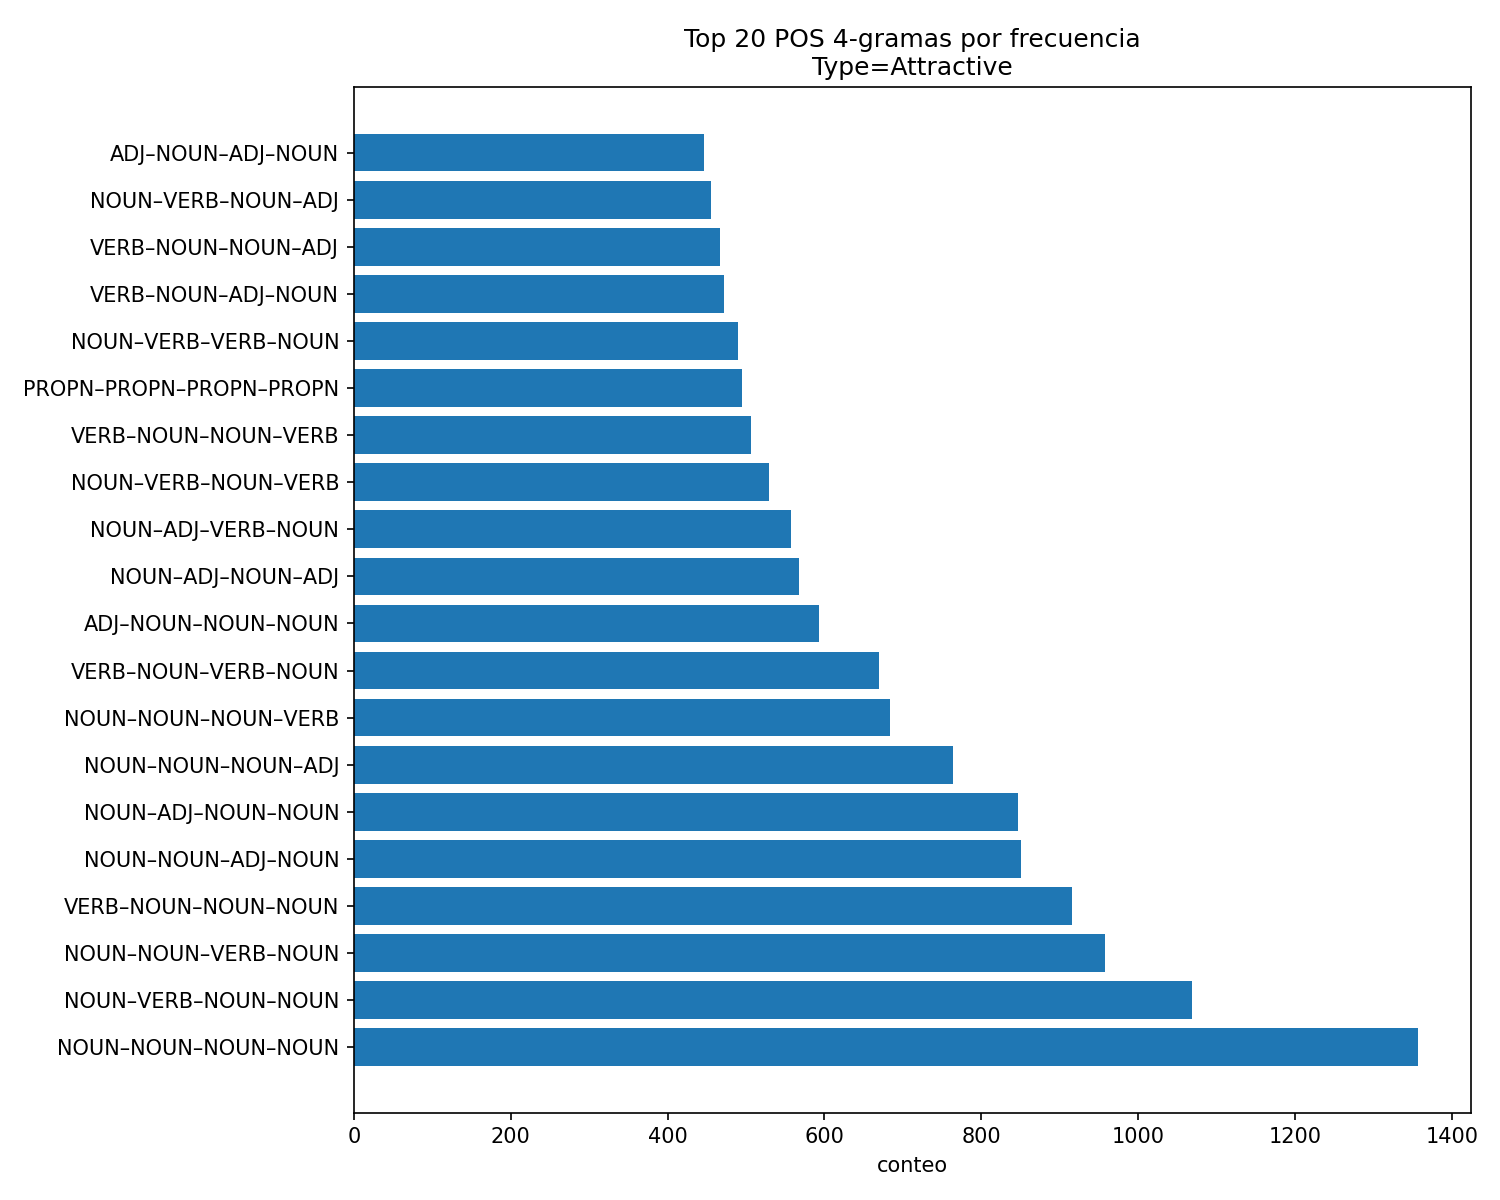 Top 20 POS 4-gramas por frecuencia
Type=Attractive
ADJ–NOUN–ADJ–NOUN
NOUN–VERB–NOUN–ADJ
VERB–NOUN–NOUN–ADJ
VERB–NOUN–ADJ–NOUN
NOUN–VERB–VERB–NOUN
PROPN–PROPN–PROPN–PROPN
VERB–NOUN–NOUN–VERB
NOUN–VERB–NOUN–VERB
NOUN–ADJ–VERB–NOUN
NOUN–ADJ–NOUN–ADJ
ADJ–NOUN–NOUN–NOUN
VERB–NOUN–VERB–NOUN
NOUN–NOUN–NOUN–VERB
NOUN–NOUN–NOUN–ADJ
NOUN–ADJ–NOUN–NOUN
NOUN–NOUN–ADJ–NOUN
VERB–NOUN–NOUN–NOUN
NOUN–NOUN–VERB–NOUN
NOUN–VERB–NOUN–NOUN
NOUN–NOUN–NOUN–NOUN
0 200 400 600 800 1000 1200 1400
conteo